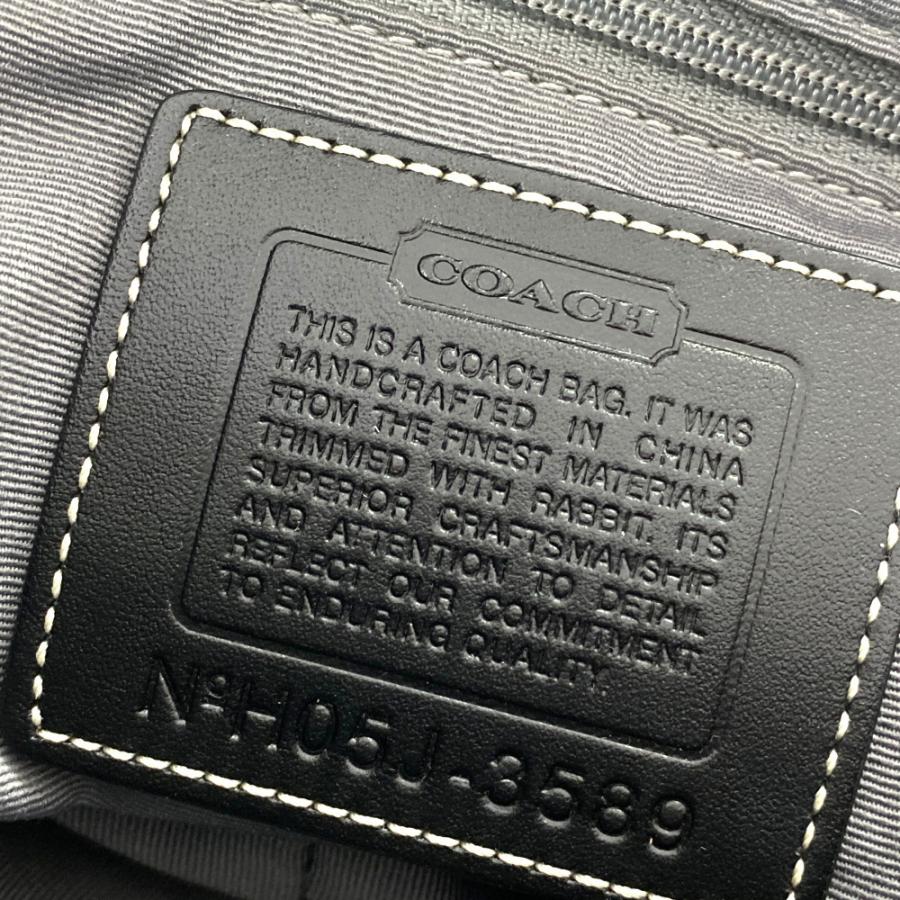 COACH
THIS IS A COACH BAG. IT WAS
HANDCRAFTED IN CHINA
FROM THE FINEST MATERIALS
TRIMMED WITH RABBIT. ITS
SUPERIOR CRAFTSMANSHIP
AND ATTENTION TO DETAIL
REFLECT OUR COMMITMENT
TO ENDURING QUALITY.
Nº H05J-3589